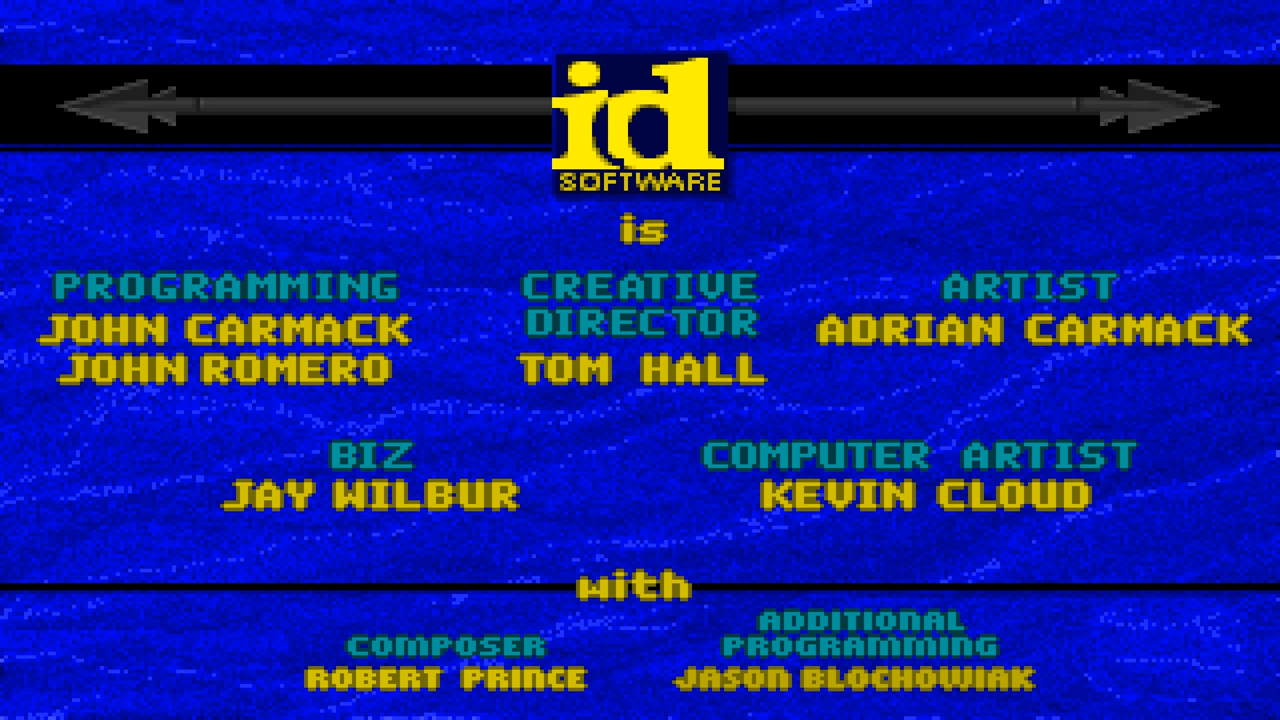 id
SOFTWARE
is
PROGRAMMING
JOHN CARMACK
JOHN ROMERO
CREATIVE
DIRECTOR
TOM HALL
ARTIST
ADRIAN CARMACK
BIZ
JAY WILBUR
COMPUTER ARTIST
KEVIN CLOUD
with
COMPOSER
ROBERT PRINCE
ADDITIONAL
PROGRAMMING
JASON BLOCHOWIAK